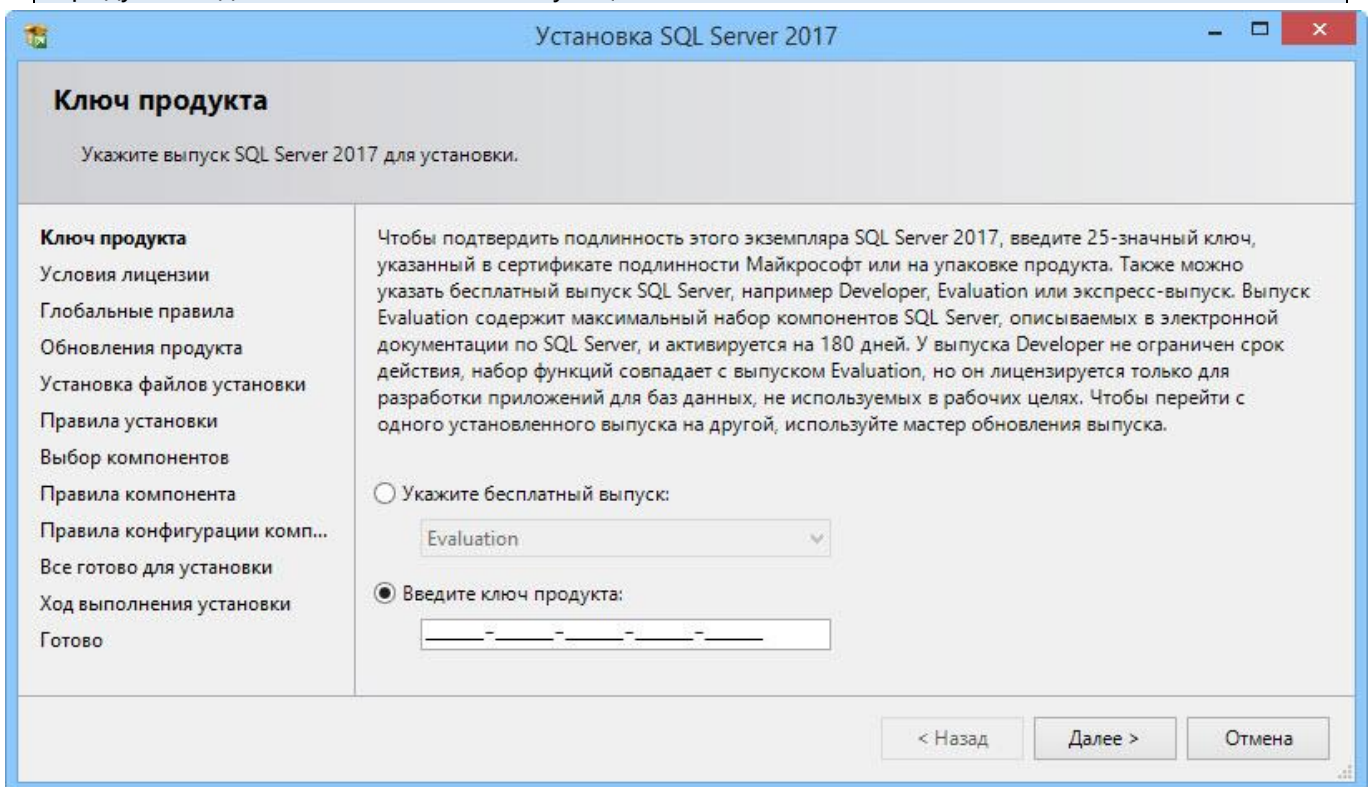 Установка SQL Server 2017
Ключ продукта
Укажите выпуск SQL Server 2017 для установки.
Ключ продукта
Условия лицензии
Глобальные правила
Обновления продукта
Установка файлов установки
Правила установки
Выбор компонентов
Правила компонента
Правила конфигурации комп...
Все готово для установки
Ход выполнения установки
Готово
Чтобы подтвердить подлинность этого экземпляра SQL Server 2017, введите 25-значный ключ,
указанный в сертификате подлинности Майкрософт или на упаковке продукта. Также можно
указать бесплатный выпуск SQL Server, например Developer, Evaluation или экспресс-выпуск. Выпуск
Evaluation содержит максимальный набор компонентов SQL Server, описываемых в электронной
документации по SQL Server, и активируется на 180 дней. У выпуска Developer не ограничен срок
действия, набор функций совпадает с выпуском Evaluation, но он лицензируется только для
разработки приложений для баз данных, не используемых в рабочих целях. Чтобы перейти с
одного установленного выпуска на другой, используйте мастер обновления выпуска.
Укажите бесплатный выпуск:
Evaluation
Введите ключ продукта:
_____-_____-_____-_____-_____
< Назад
Далее >
Отмена